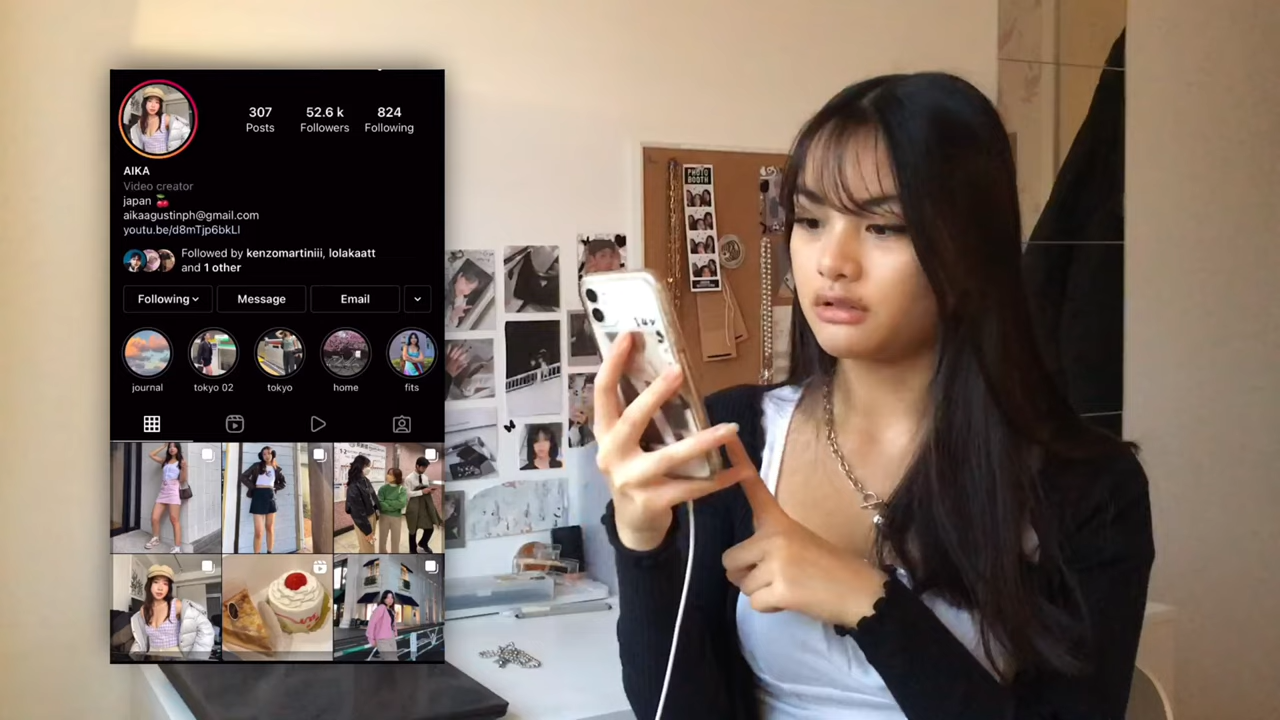 307
52.6 k
824
Posts
Followers
Following
AIKA
Video creator
japan
aikaagustinph@gmail.com
youtu.be/d8mTjp6bkLI
Followed by kenzomartiniii, lolakaatt
and 1 other
Following
Message
Email
journal
tokyo 02
tokyo
home
fits
PHOTO
BOOTH